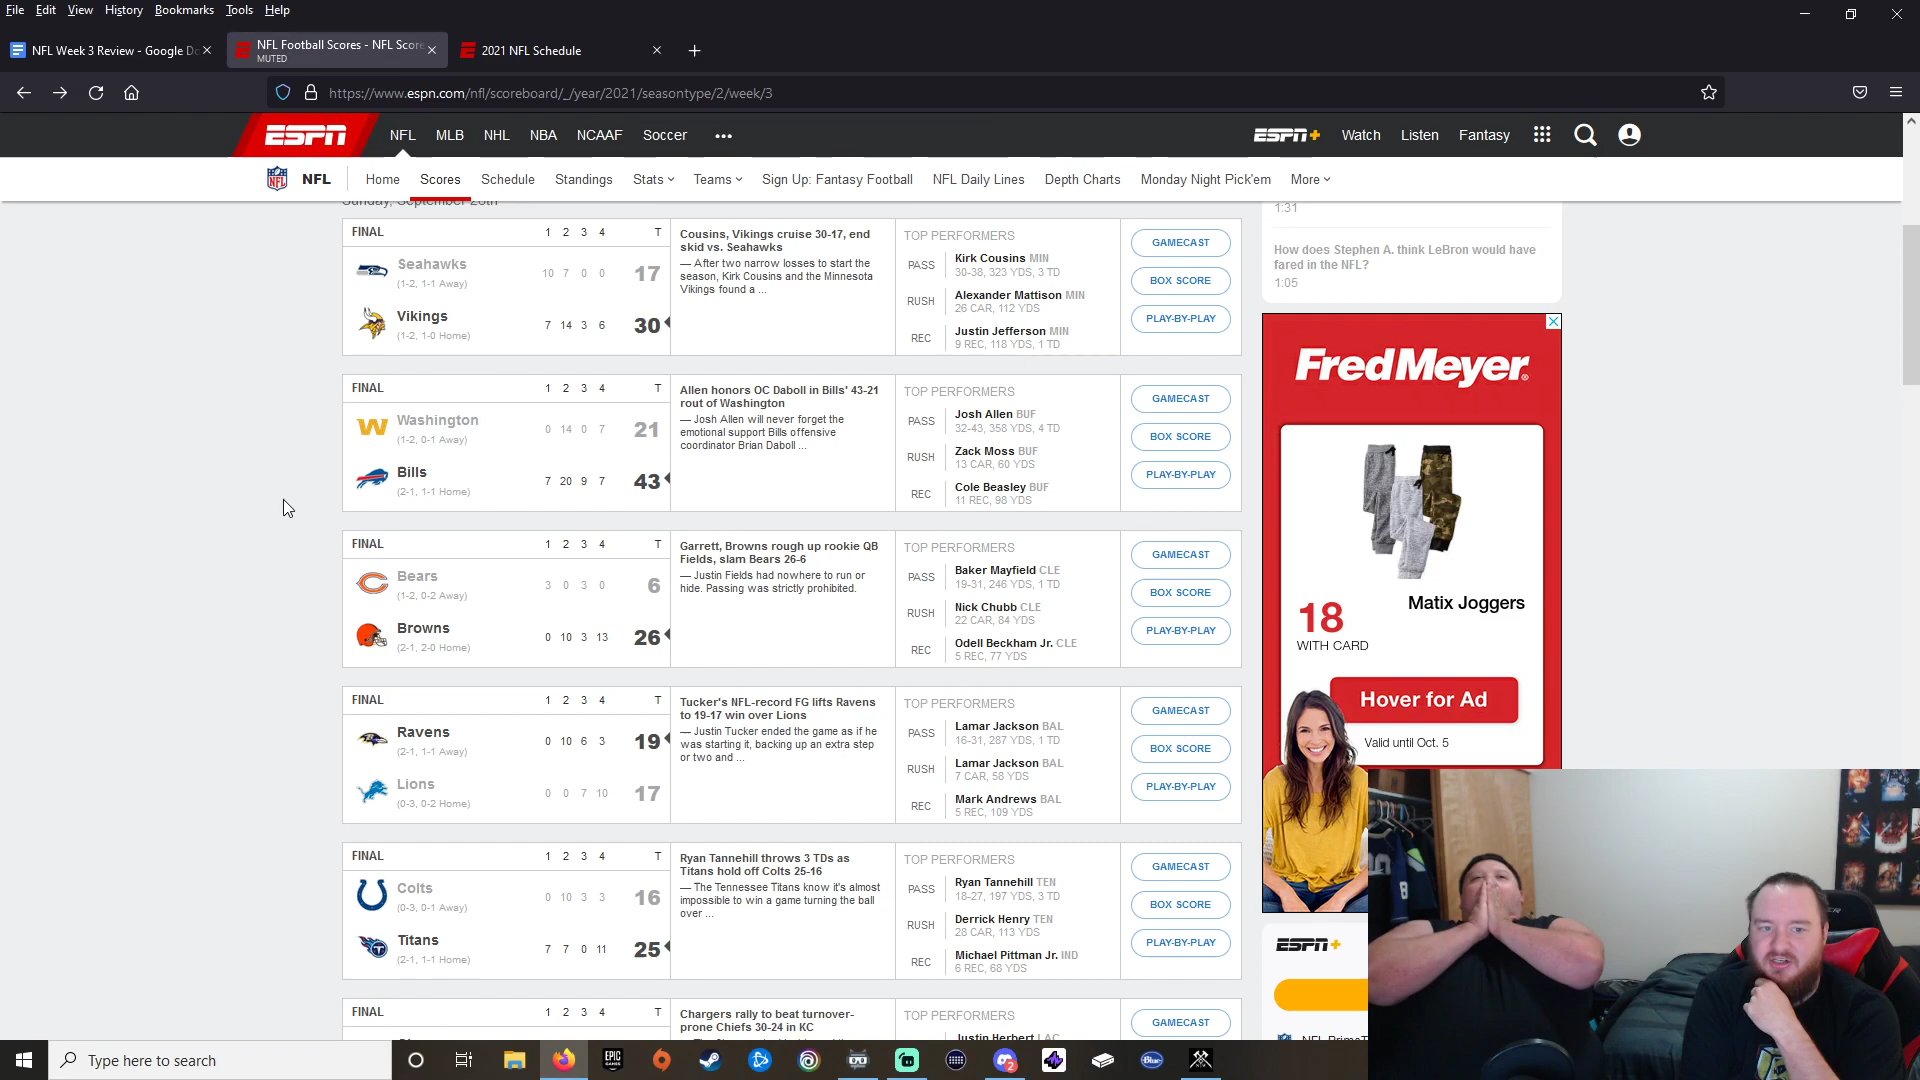 File Edit View History Bookmarks Tools Help
NFL Week 3 Review - Google Do
NFL Football Scores - NFL Score
MUTED
2021 NFL Schedule
https://www.espn.com/nfl/scoreboard/_/year/2021/seasontype/2/week/3
ESPN NFL MLB NHL NBA NCAAF Soccer ••• ESPN+ Watch Listen Fantasy
NFL Home Scores Schedule Standings Stats Teams Sign Up: Fantasy Football NFL Daily Lines Depth Charts Monday Night Pick'em More
FINAL 1 2 3 4 T
Seahawks 10 7 0 0 17
(1-2, 1-1 Away)
Vikings 7 14 3 6 30
(1-2, 1-0 Home)
Cousins, Vikings cruise 30-17, end
skid vs. Seahawks
— After two narrow losses to start the
season, Kirk Cousins and the Minnesota
Vikings found a ...
TOP PERFORMERS
PASS Kirk Cousins MIN
30-38, 323 YDS, 3 TD
RUSH Alexander Mattison MIN
26 CAR, 112 YDS
REC Justin Jefferson MIN
9 REC, 118 YDS, 1 TD
GAMECAST
BOX SCORE
PLAY-BY-PLAY
FINAL 1 2 3 4 T
Washington 0 14 0 7 21
(1-2, 0-1 Away)
Bills 7 20 9 7 43
(2-1, 1-1 Home)
Allen honors OC Daboll in Bills' 43-21
rout of Washington
— Josh Allen will never forget the
emotional support Bills offensive
coordinator Brian Daboll ...
TOP PERFORMERS
PASS Josh Allen BUF
32-43, 358 YDS, 4 TD
RUSH Zack Moss BUF
13 CAR, 60 YDS
REC Cole Beasley BUF
11 REC, 98 YDS
GAMECAST
BOX SCORE
PLAY-BY-PLAY
FINAL 1 2 3 4 T
Bears 3 0 3 0 6
(1-2, 0-2 Away)
Browns 0 10 3 13 26
(2-1, 2-0 Home)
Garrett, Browns rough up rookie QB
Fields, slam Bears 26-6
— Justin Fields had nowhere to run or
hide. Passing was strictly prohibited.
TOP PERFORMERS
PASS Baker Mayfield CLE
19-31, 246 YDS, 1 TD
RUSH Nick Chubb CLE
22 CAR, 84 YDS
REC Odell Beckham Jr. CLE
5 REC, 77 YDS
GAMECAST
BOX SCORE
PLAY-BY-PLAY
FINAL 1 2 3 4 T
Ravens 0 10 6 3 19
(2-1, 1-1 Away)
Lions 0 0 7 10 17
(0-3, 0-2 Home)
Tucker's NFL-record FG lifts Ravens
to 19-17 win over Lions
— Justin Tucker ended the game as if he
was starting it, backing up an extra step
or two and ...
TOP PERFORMERS
PASS Lamar Jackson BAL
16-31, 287 YDS, 1 TD
RUSH Lamar Jackson BAL
7 CAR, 58 YDS
REC Mark Andrews BAL
5 REC, 109 YDS
GAMECAST
BOX SCORE
PLAY-BY-PLAY
FINAL 1 2 3 4 T
Colts 0 10 3 3 16
(0-3, 0-1 Away)
Titans 7 7 0 11 25
(2-1, 1-1 Home)
Ryan Tannehill throws 3 TDs as
Titans hold off Colts 25-16
— The Tennessee Titans know it's almost
impossible to win a game turning the ball
over ...
TOP PERFORMERS
PASS Ryan Tannehill TEN
18-27, 197 YDS, 3 TD
RUSH Derrick Henry TEN
28 CAR, 113 YDS
REC Michael Pittman Jr. IND
6 REC, 68 YDS
GAMECAST
BOX SCORE
PLAY-BY-PLAY
FINAL 1 2 3 4 T
Chargers rally to beat turnover-
prone Chiefs 30-24 in KC
TOP PERFORMERS
Justin Herbert LAC
GAMECAST
1:31
How does Stephen A. think LeBron would have
fared in the NFL?
1:05
FredMeyer
Matix Joggers
18
WITH CARD
Hover for Ad
Valid until Oct. 5
ESPN+
Type here to search
EPIC GAMES
2
Blue